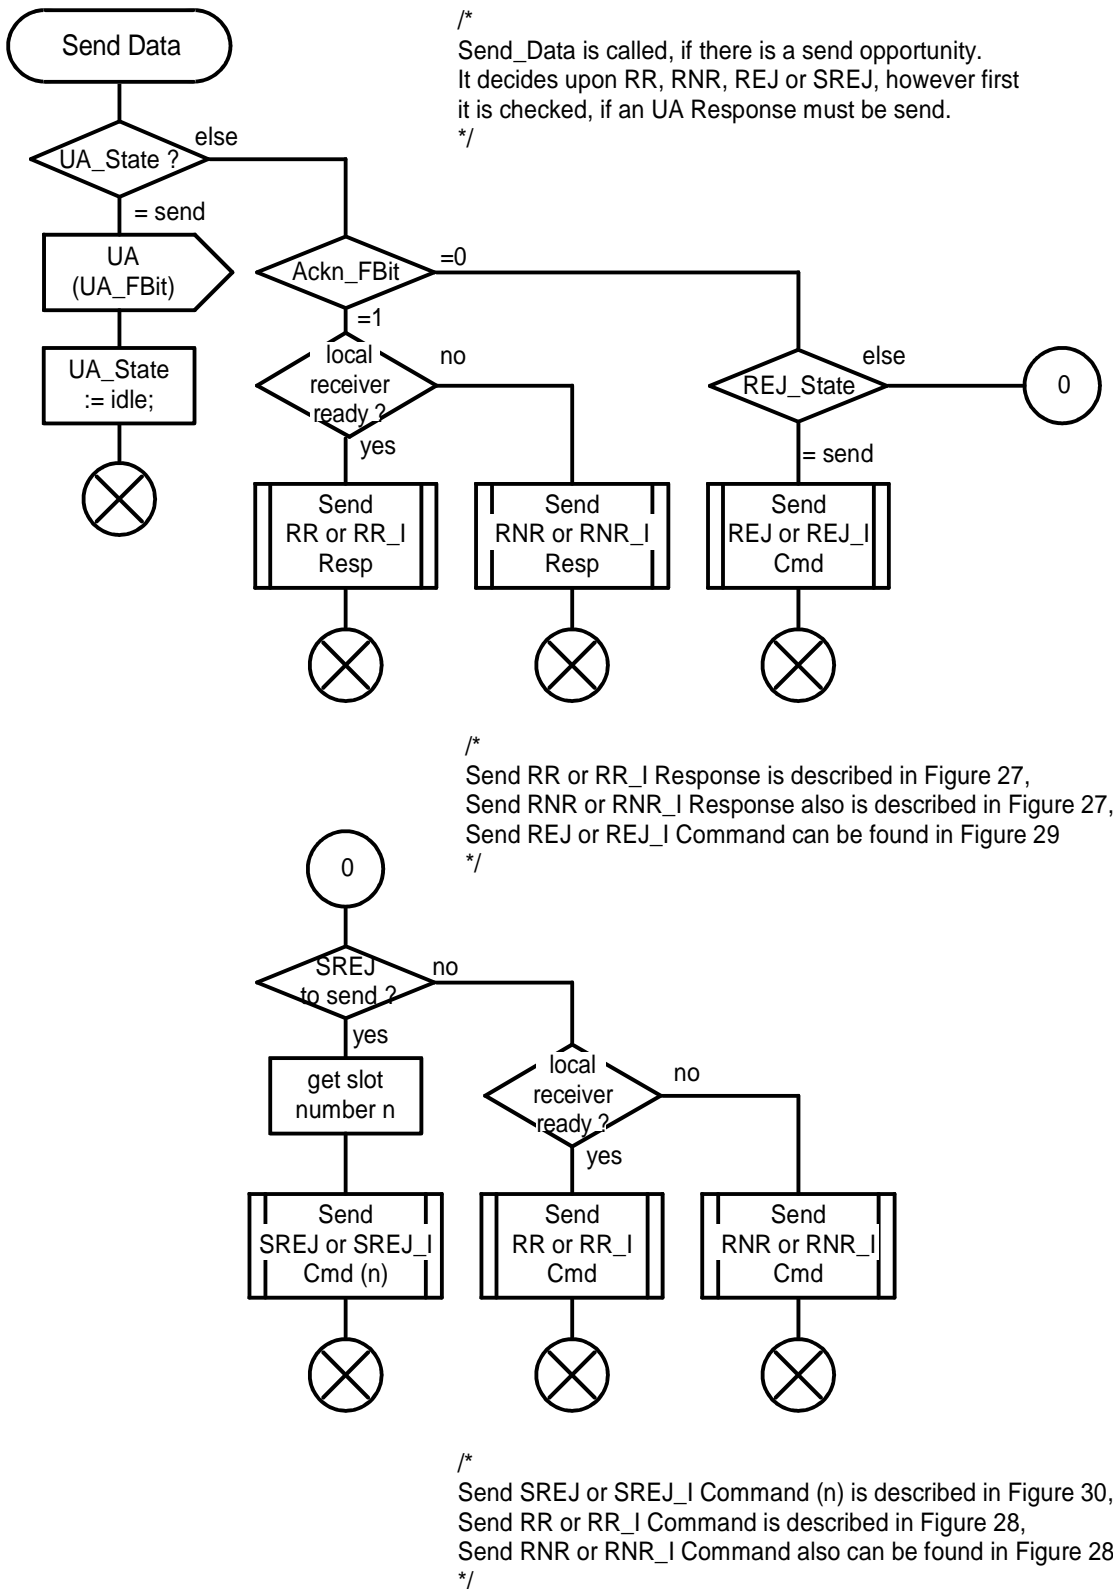 Send Data
/*
Send_Data is called, if there is a send opportunity.
It decides upon RR, RNR, REJ or SREJ, however first
it is checked, if an UA Response must be send.
*/
UA_State ?
else
= send
UA
(UA_FBit)
UA_State
:= idle;
Ackn_FBit
=0
=1
local
receiver
ready ?
no
yes
REJ_State
else
0
= send
Send
RR or RR_I
Resp
Send
RNR or RNR_I
Resp
Send
REJ or REJ_I
Cmd
/*
Send RR or RR_I Response is described in Figure 27,
Send RNR or RNR_I Response also is described in Figure 27,
Send REJ or REJ_I Command can be found in Figure 29
*/
0
SREJ
to send ?
no
yes
get slot
number n
local
receiver
ready ?
no
yes
Send
SREJ or SREJ_I
Cmd (n)
Send
RR or RR_I
Cmd
Send
RNR or RNR_I
Cmd
/*
Send SREJ or SREJ_I Command (n) is described in Figure 30,
Send RR or RR_I Command is described in Figure 28,
Send RNR or RNR_I Command also can be found in Figure 28
*/